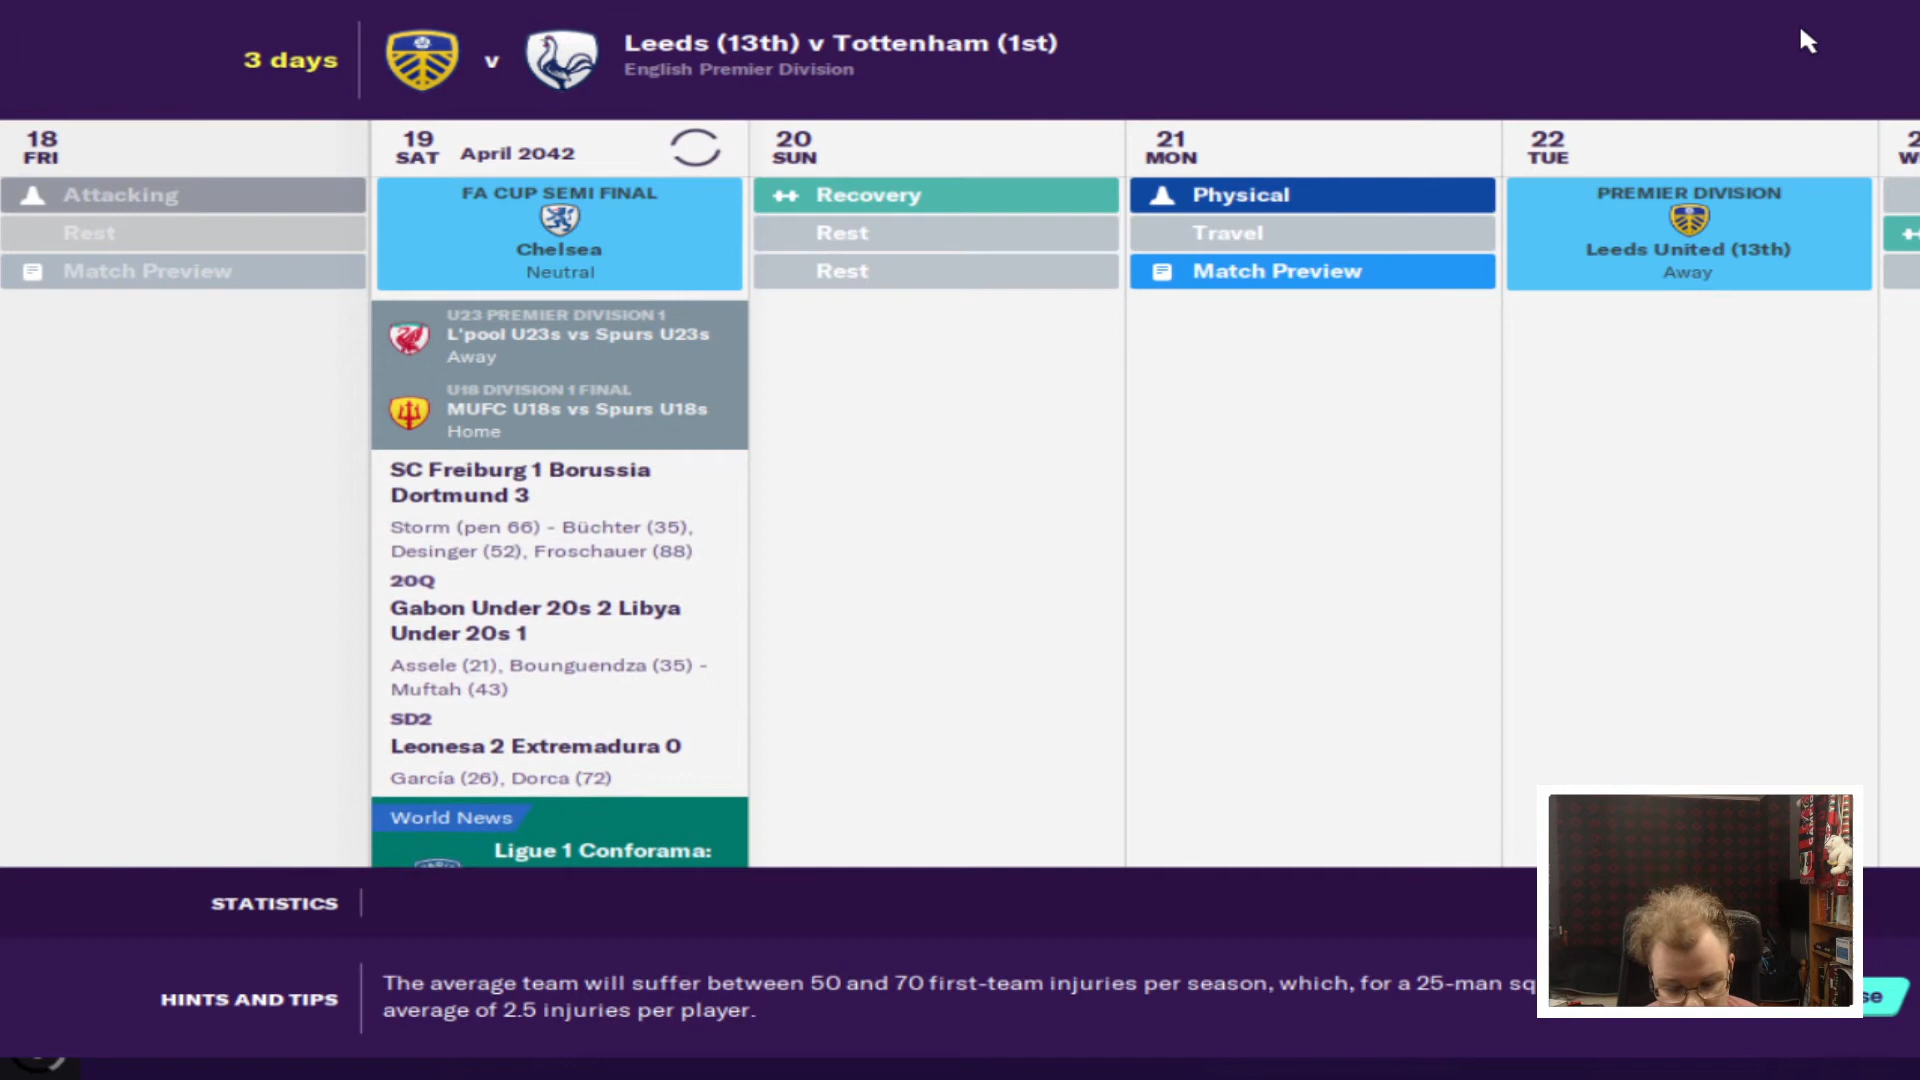 3 days
v
Leeds (13th) v Tottenham (1st)
English Premier Division
18
FRI
19
SAT
April 2042
20
SUN
21
MON
22
TUE
Attacking
Rest
Match Preview
FA CUP SEMI FINAL
Chelsea
Neutral
Recovery
Rest
Rest
Physical
Travel
Match Preview
PREMIER DIVISION
Leeds United (13th)
Away
U23 PREMIER DIVISION 1
L'pool U23s vs Spurs U23s
Away
U18 DIVISION 1 FINAL
MUFC U18s vs Spurs U18s
Home
SC Freiburg 1 Borussia
Dortmund 3
Storm (pen 66) - Büchter (35),
Desinger (52), Froschauer (88)
20Q
Gabon Under 20s 2 Libya
Under 20s 1
Assele (21), Bounguendza (35) -
Muftah (43)
SD2
Leonesa 2 Extremadura 0
García (26), Dorca (72)
World News
Ligue 1 Conforama:
STATISTICS
HINTS AND TIPS
The average team will suffer between 50 and 70 first-team injuries per season, which, for a 25-man sq
average of 2.5 injuries per player.